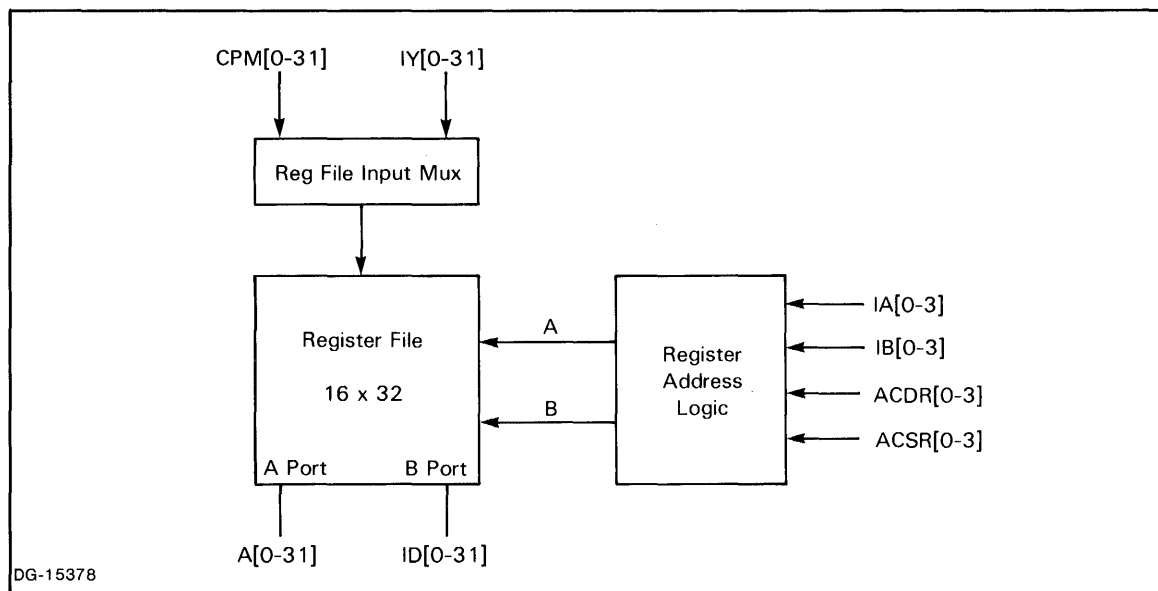 CPM[0-31] IY[0-31]
Reg File Input Mux
Register File
16 x 32
A Port B Port
A
B
Register
Address
Logic
IA[0-3]
IB[0-3]
ACDR[0-3]
ACSR[0-3]
A[0-31] ID[0-31]
DG-15378